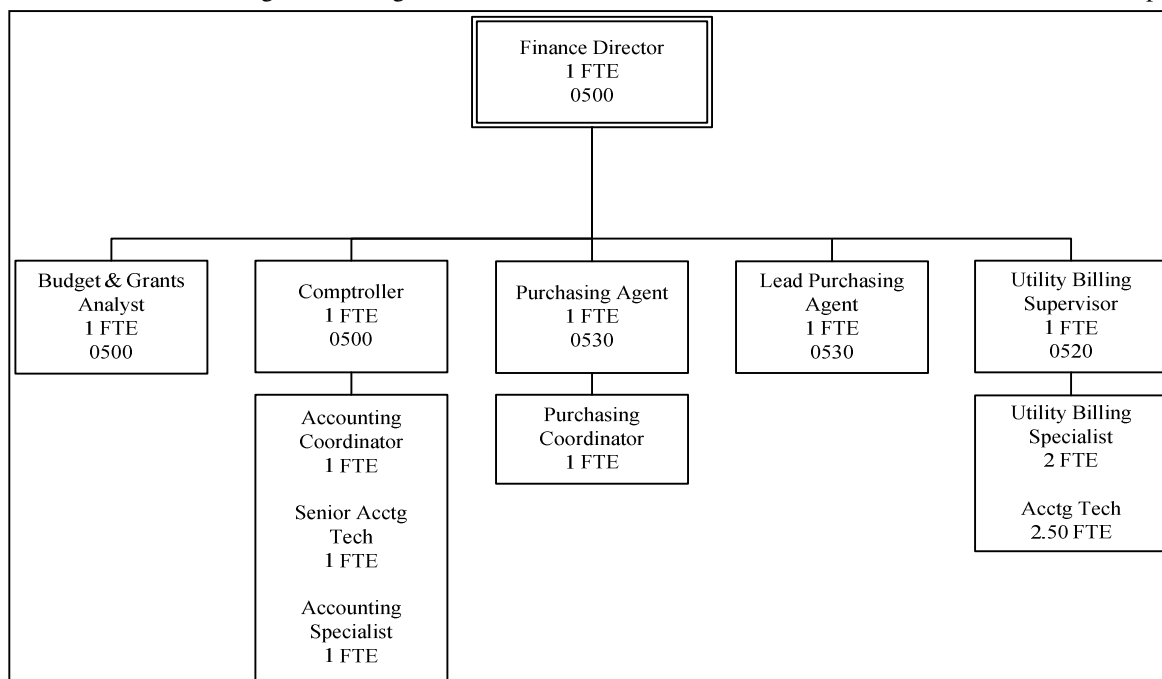 Finance Director
1 FTE
0500
Budget & Grants
Analyst
1 FTE
0500
Comptroller
1 FTE
0500
Purchasing Agent
1 FTE
0530
Lead Purchasing
Agent
1 FTE
0530
Utility Billing
Supervisor
1 FTE
0520
Accounting
Coordinator
1 FTE
Senior Acctg
Tech
1 FTE
Accounting
Specialist
1 FTE
Purchasing
Coordinator
1 FTE
Utility Billing
Specialist
2 FTE
Acctg Tech
2.50 FTE